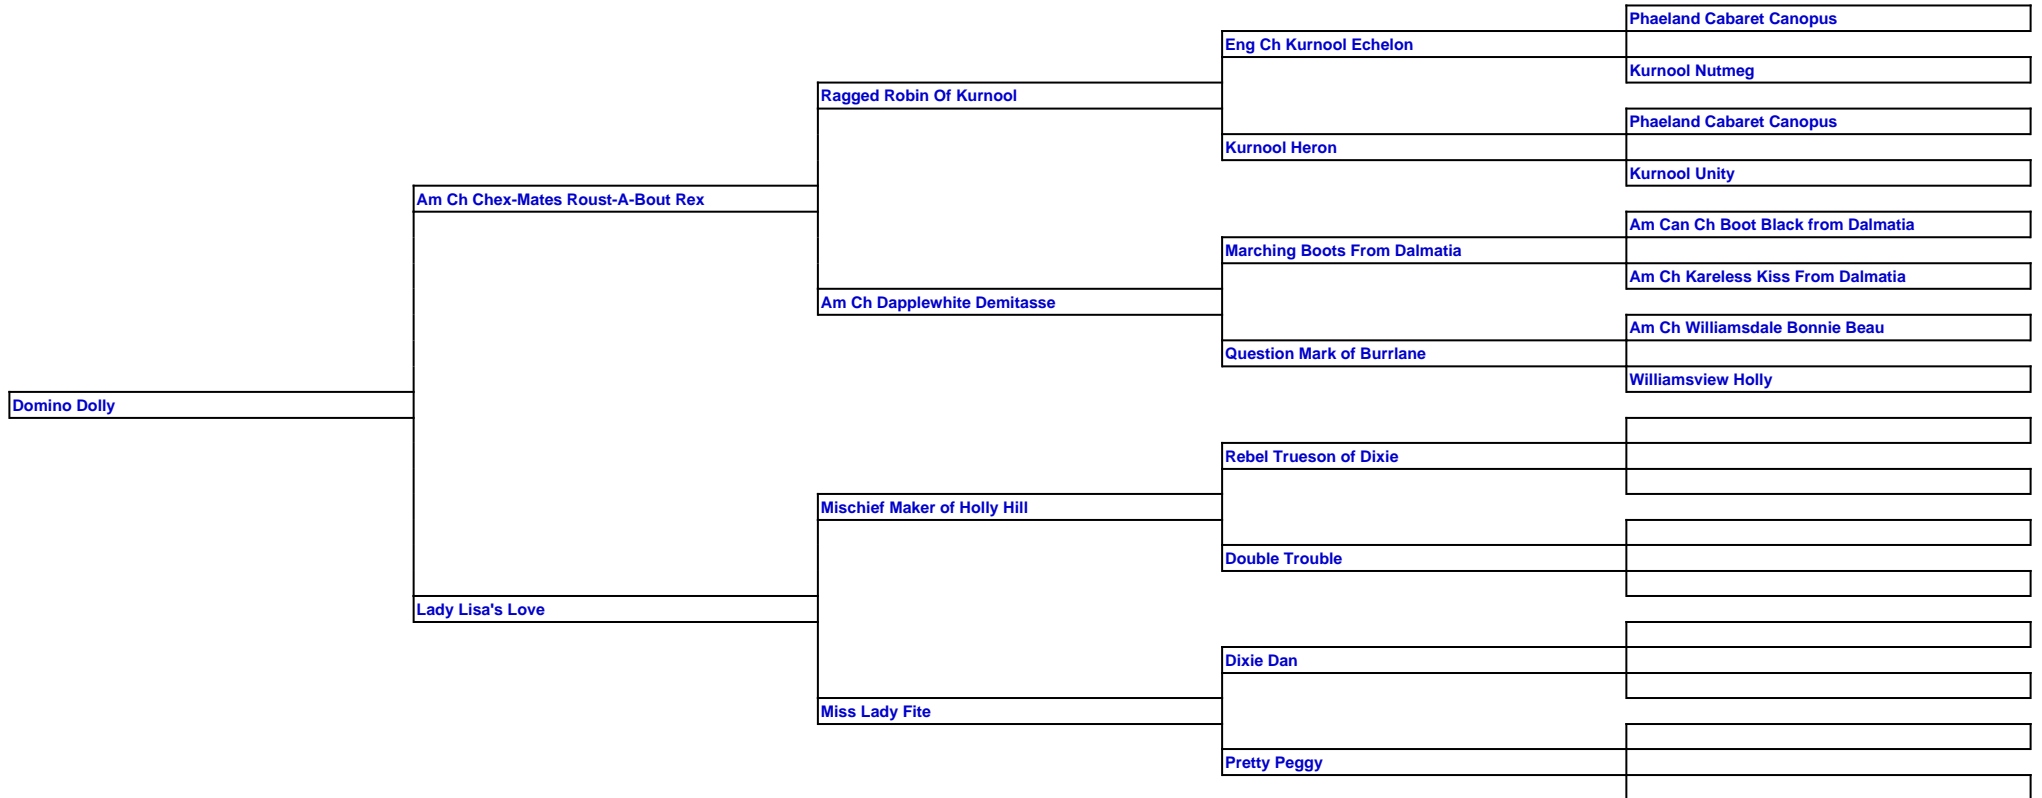 Phaeland Cabaret Canopus
Eng Ch Kurnool Echelon
Kurnool Nutmeg
Ragged Robin Of Kurnool
Phaeland Cabaret Canopus
Kurnool Heron
Kurnool Unity
Am Ch Chex-Mates Roust-A-Bout Rex
Am Can Ch Boot Black from Dalmatia
Marching Boots From Dalmatia
Am Ch Kareless Kiss From Dalmatia
Am Ch Dapplewhite Demitasse
Am Ch Williamsdale Bonnie Beau
Question Mark of Burrlane
Williamsview Holly
Domino Dolly
Rebel Trueson of Dixie
Mischief Maker of Holly Hill
Double Trouble
Lady Lisa's Love
Dixie Dan
Miss Lady Fite
Pretty Peggy